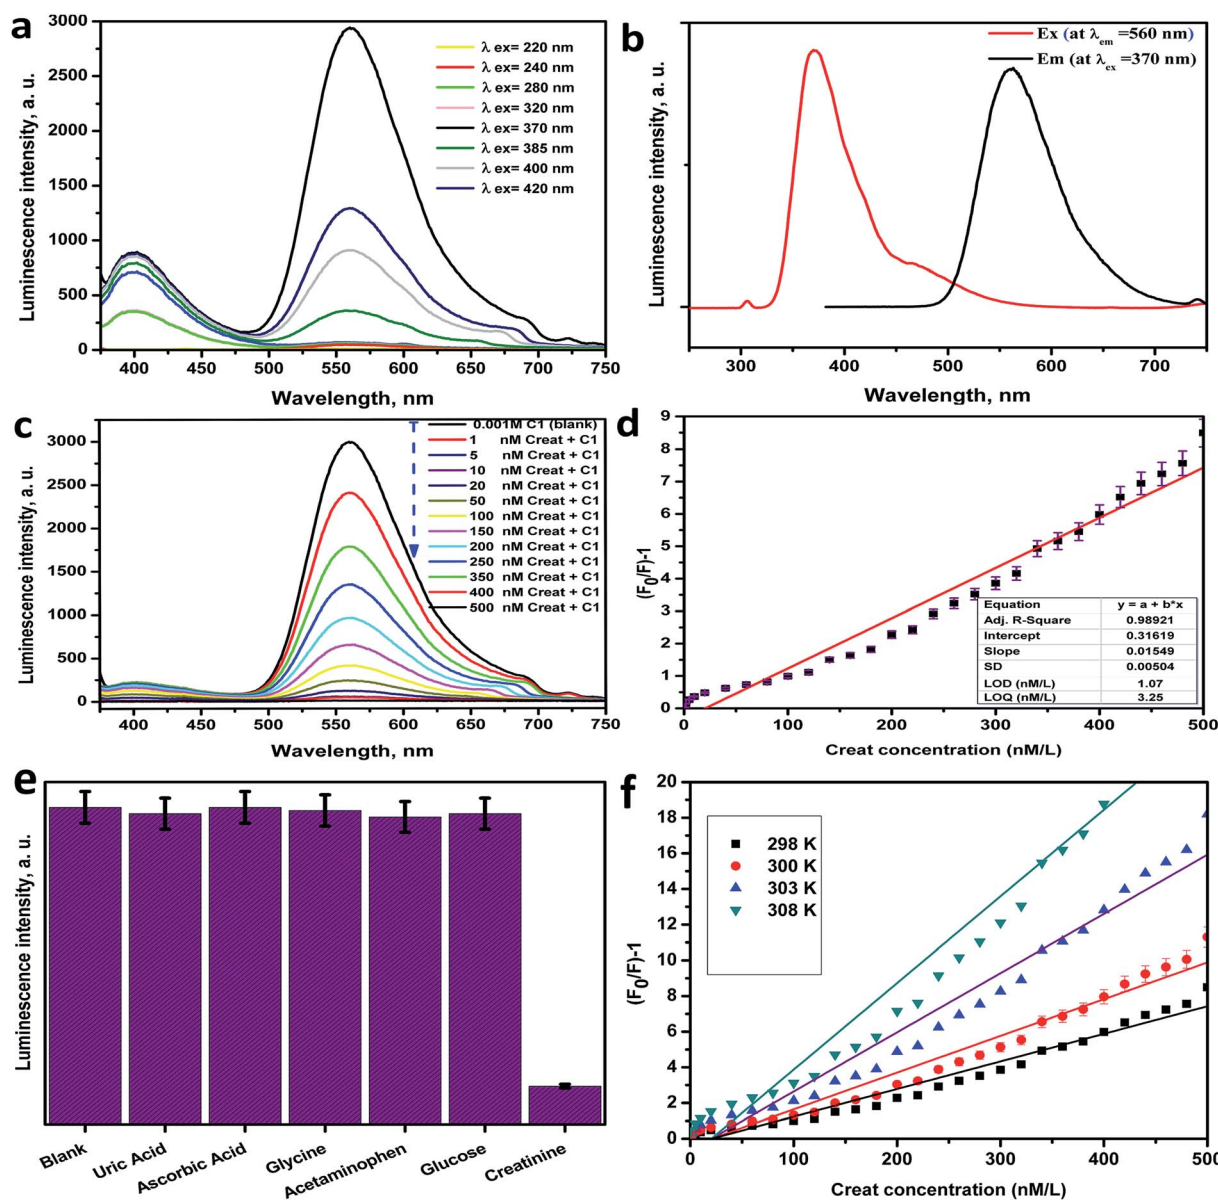 a
3000
2500
2000
1500
1000
500
0
400 450 500 550 600 650 700 750
Luminescence intensity, a. u.
Wavelength, nm
λ ex= 220 nm
λ ex= 240 nm
λ ex= 280 nm
λ ex= 320 nm
λ ex= 370 nm
λ ex= 385 nm
λ ex= 400 nm
λ ex= 420 nm
b
Ex (at λem =560 nm)
Em (at λex =370 nm)
Luminescence intensity, a. u.
300 400 500 600 700
Wavelength, nm
c
3000
2500
2000
1500
1000
500
0
400 450 500 550 600 650 700 750
Luminescence intensity, a. u.
Wavelength, nm
0.001M C1 (blank)
1 nM Creat + C1
5 nM Creat + C1
10 nM Creat + C1
20 nM Creat + C1
50 nM Creat + C1
100 nM Creat + C1
150 nM Creat + C1
200 nM Creat + C1
250 nM Creat + C1
350 nM Creat + C1
400 nM Creat + C1
500 nM Creat + C1
d
9
8
7
6
5
4
3
2
1
0
0 100 200 300 400 500
(F0/F)-1
Creat concentration (nM/L)
Equation y = a + b*x
Adj. R-Square 0.98921
Intercept 0.31619
Slope 0.01549
SD 0.00504
LOD (nM/L) 1.07
LOQ (nM/L) 3.25
e
Luminescence intensity, a. u.
Blank
Uric Acid
Ascorbic Acid
Glycine
Acetaminophen
Glucose
Creatinine
f
20
18
16
14
12
10
8
6
4
2
0
0 100 200 300 400 500
(F0/F)-1
Creat concentration (nM/L)
298 K
300 K
303 K
308 K